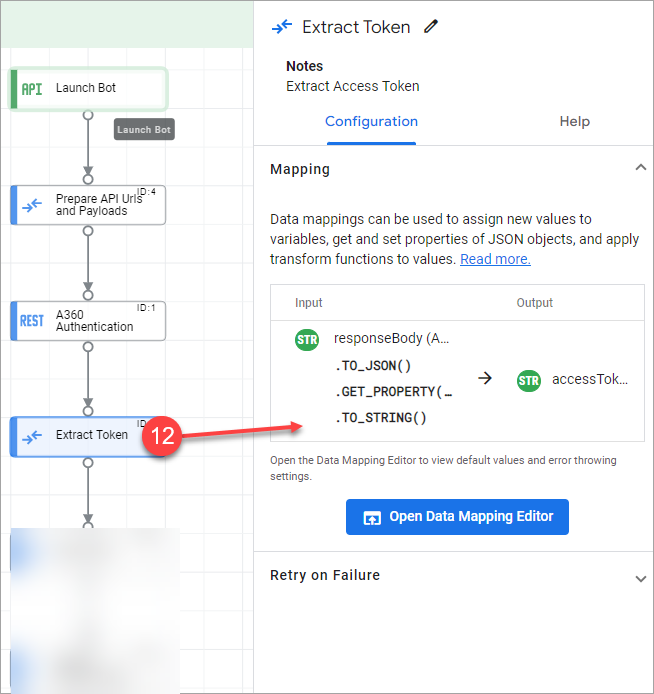 API Launch Bot
Launch Bot
ID:4
Prepare API Urls
and Payloads
ID:1
REST A360
Authentication
ID
Extract Token
12
Extract Token
Notes
Extract Access Token
Configuration Help
Mapping
Data mappings can be used to assign new values to
variables, get and set properties of JSON objects, and apply
transform functions to values. Read more.
Input Output
STR responseBody (A...
.TO_JSON()
.GET_PROPERTY(…
.TO_STRING()
STR accessTok...
Open the Data Mapping Editor to view default values and error throwing
settings.
Open Data Mapping Editor
Retry on Failure